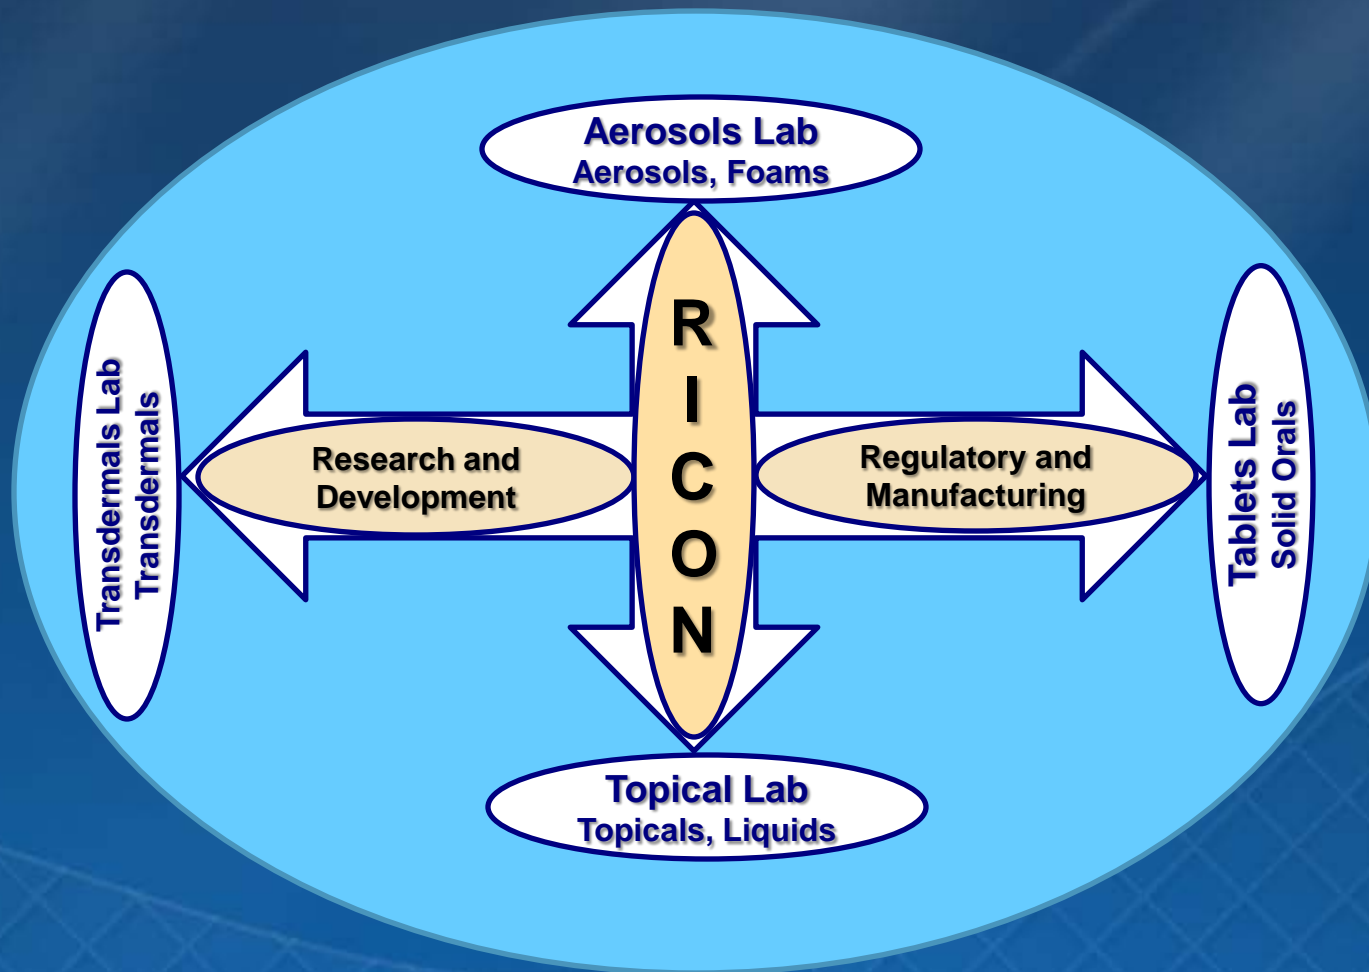 Aerosols Lab
Aerosols, Foams
Transdermals Lab
Transdermals
Research and
Development
R
I
C
O
N
Regulatory and
Manufacturing
Tablets Lab
Solid Orals
Topical Lab
Topicals, Liquids